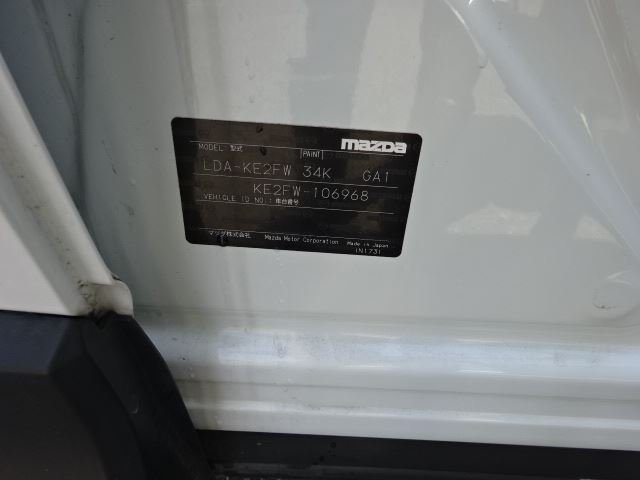 mazda
MODEL 型式 PAINT
LDA-KE2FW 34K GA1
KE2FW-106968
VEHICLE ID NO.:車台番号
マツダ株式会社 Mazda Motor Corporation Made in Japan
(N173)